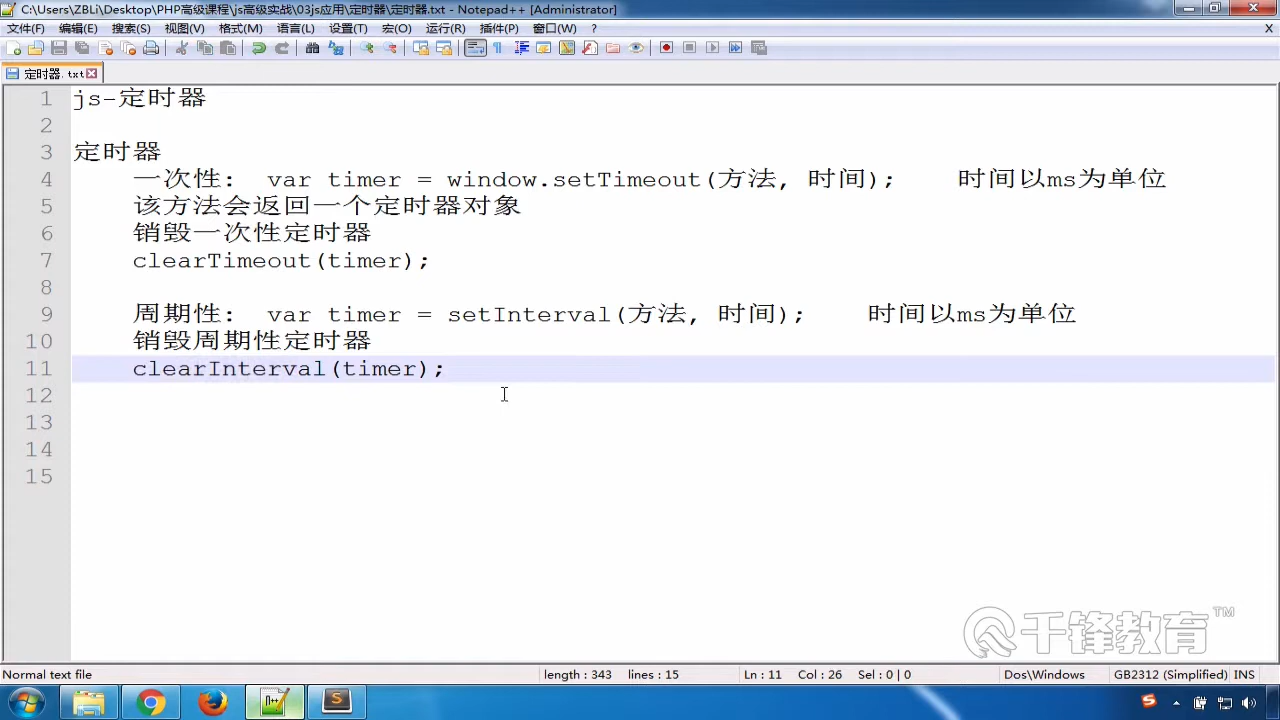 C:\Users\ZBLi\Desktop\PHP高级课程\js高级实战\03js应用\定时器\定时器.txt - Notepad++ [Administrator]
文件(F) 编辑(E) 搜索(S) 视图(V) 格式(M) 语言(L) 设置(T) 宏(O) 运行(R) 插件(P) 窗口(W) ? X
定时器.txt
1 js-定时器
2
3 定时器
4 一次性: var timer = window.setTimeout(方法, 时间); 时间以ms为单位
5 该方法会返回一个定时器对象
6 销毁一次性定时器
7 clearTimeout(timer);
8
9 周期性: var timer = setInterval(方法, 时间); 时间以ms为单位
10 销毁周期性定时器
11 clearInterval(timer);
12
13
14
15
千锋教育™
Normal text file length : 343 lines : 15 Ln : 11 Col : 26 Sel : 0 | 0 Dos\Windows GB2312 (Simplified) INS